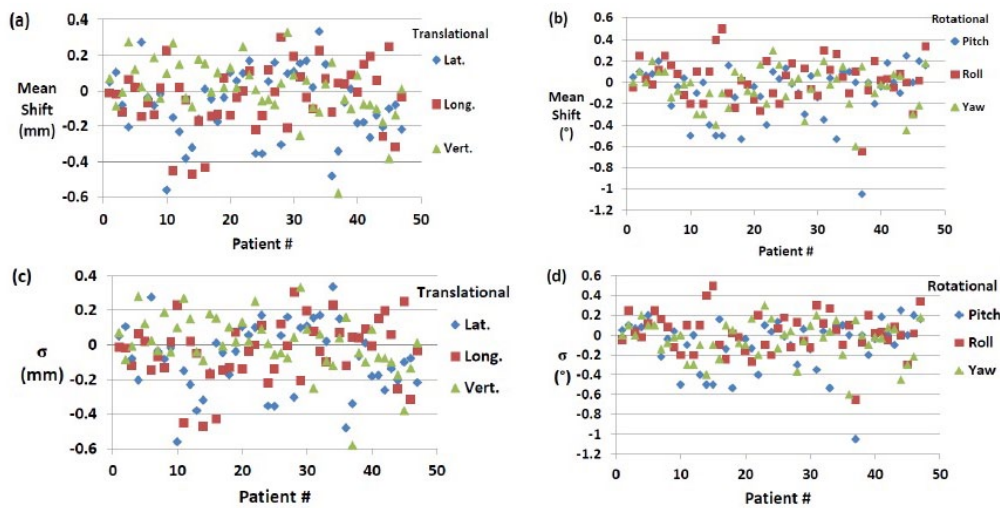 (a)
Translational
Mean
Shift
(mm)
0.4
0.2
0
-0.2
-0.4
-0.6
0 10 20 30 40 50
Patient #
Lat.
Long.
Vert.
(b)
Rotational
Mean
Shift
(°)
0.6
0.4
0.2
0
-0.2
-0.4
-0.6
-0.8
-1
-1.2
0 10 20 30 40 50
Patient #
Pitch
Roll
Yaw
(c)
Translational
σ
(mm)
0.4
0.2
0
-0.2
-0.4
-0.6
0 10 20 30 40 50
Patient #
Lat.
Long.
Vert.
(d)
Rotational
σ
(°)
0.6
0.4
0.2
0
-0.2
-0.4
-0.6
-0.8
-1
-1.2
0 10 20 30 40 50
Patient #
Pitch
Roll
Yaw